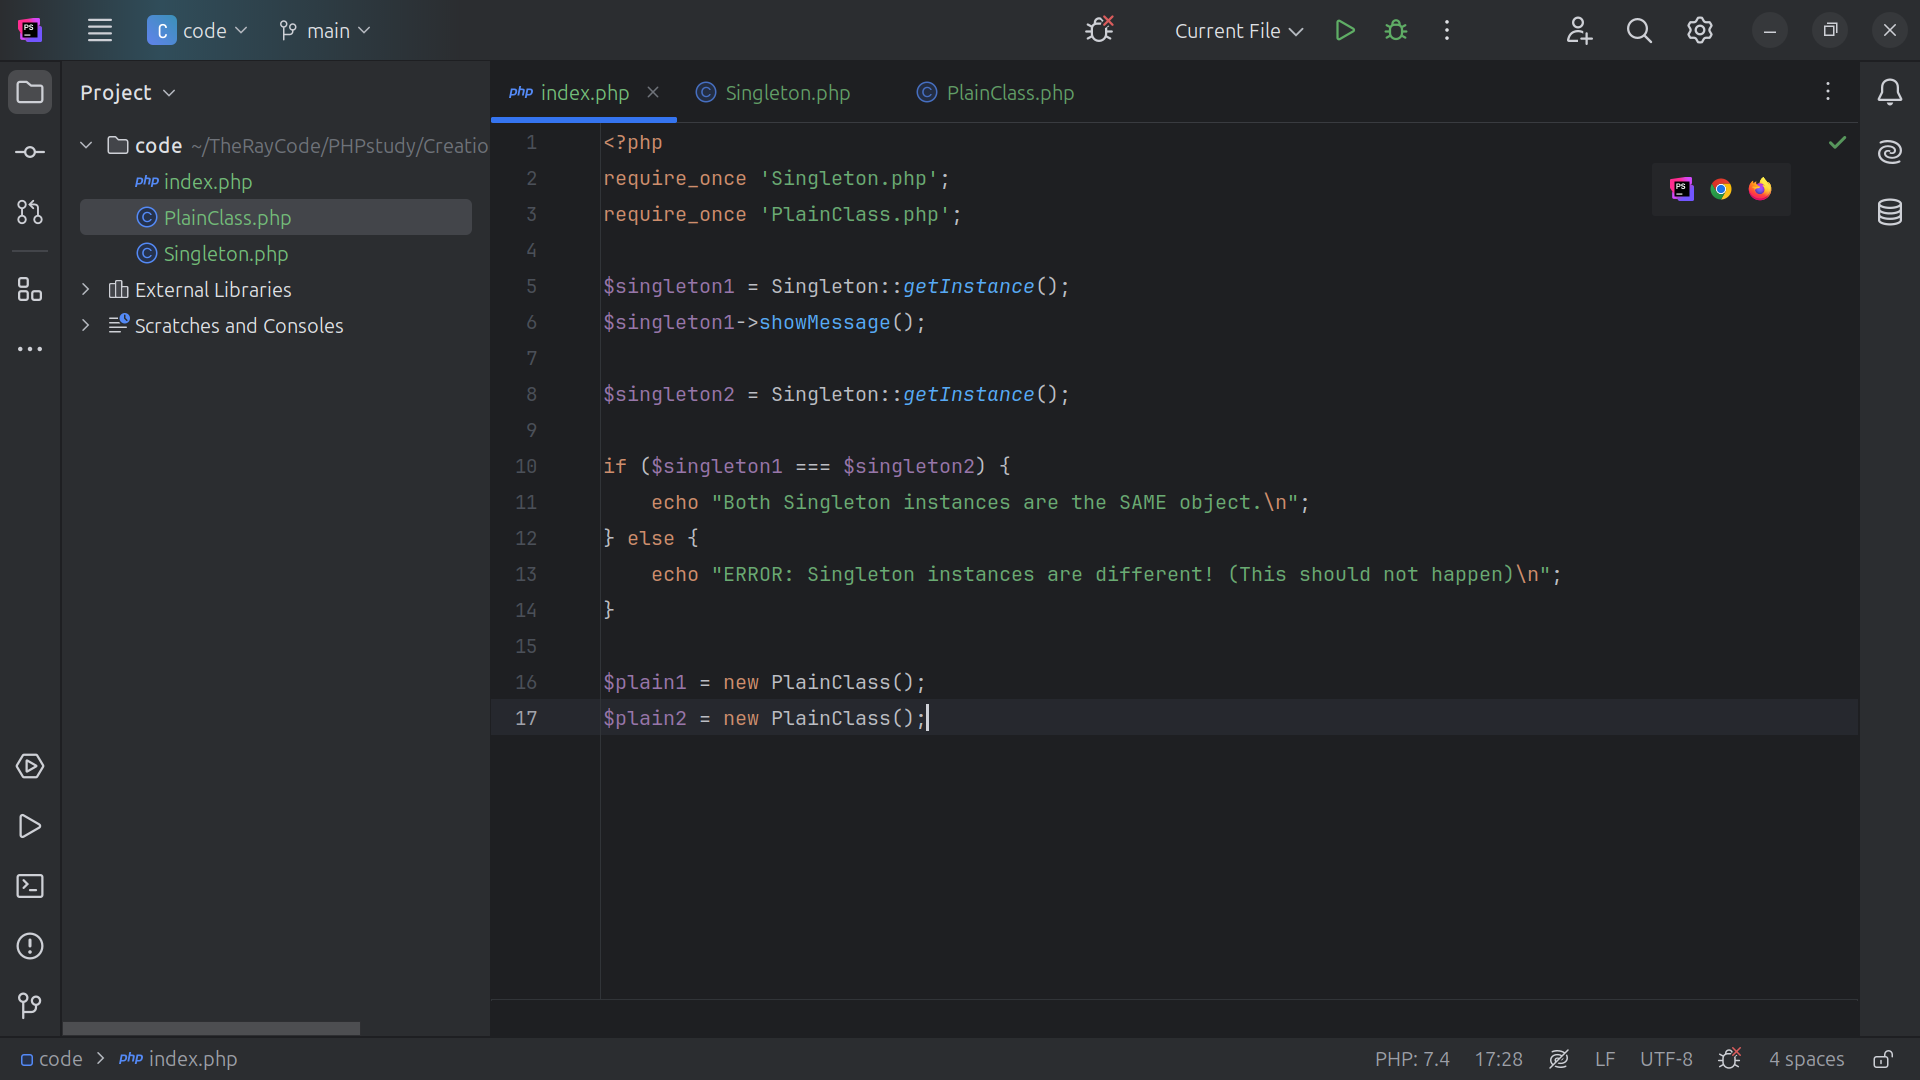 PS
C code
main
Current File
Project
code ~/TheRayCode/PHPstudy/Creatio
php index.php
C PlainClass.php
C Singleton.php
External Libraries
Scratches and Consoles
php index.php
C Singleton.php
C PlainClass.php
1 <?php
2 require_once 'Singleton.php';
3 require_once 'PlainClass.php';
4
5 $singleton1 = Singleton::getInstance();
6 $singleton1->showMessage();
7
8 $singleton2 = Singleton::getInstance();
9
10 if ($singleton1 === $singleton2) {
11     echo "Both Singleton instances are the SAME object.\n";
12 } else {
13     echo "ERROR: Singleton instances are different! (This should not happen)\n";
14 }
15
16 $plain1 = new PlainClass();
17 $plain2 = new PlainClass();
PS
code > php index.php
PHP: 7.4
17:28
LF
UTF-8
4 spaces